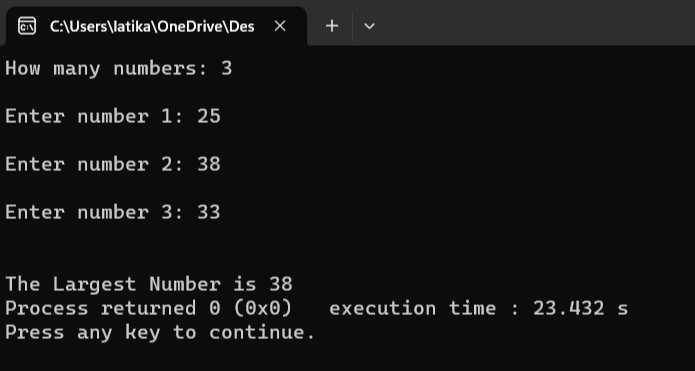 C:\Users\latika\OneDrive\Des
How many numbers: 3
Enter number 1: 25
Enter number 2: 38
Enter number 3: 33
The Largest Number is 38
Process returned 0 (0x0)   execution time : 23.432 s
Press any key to continue.